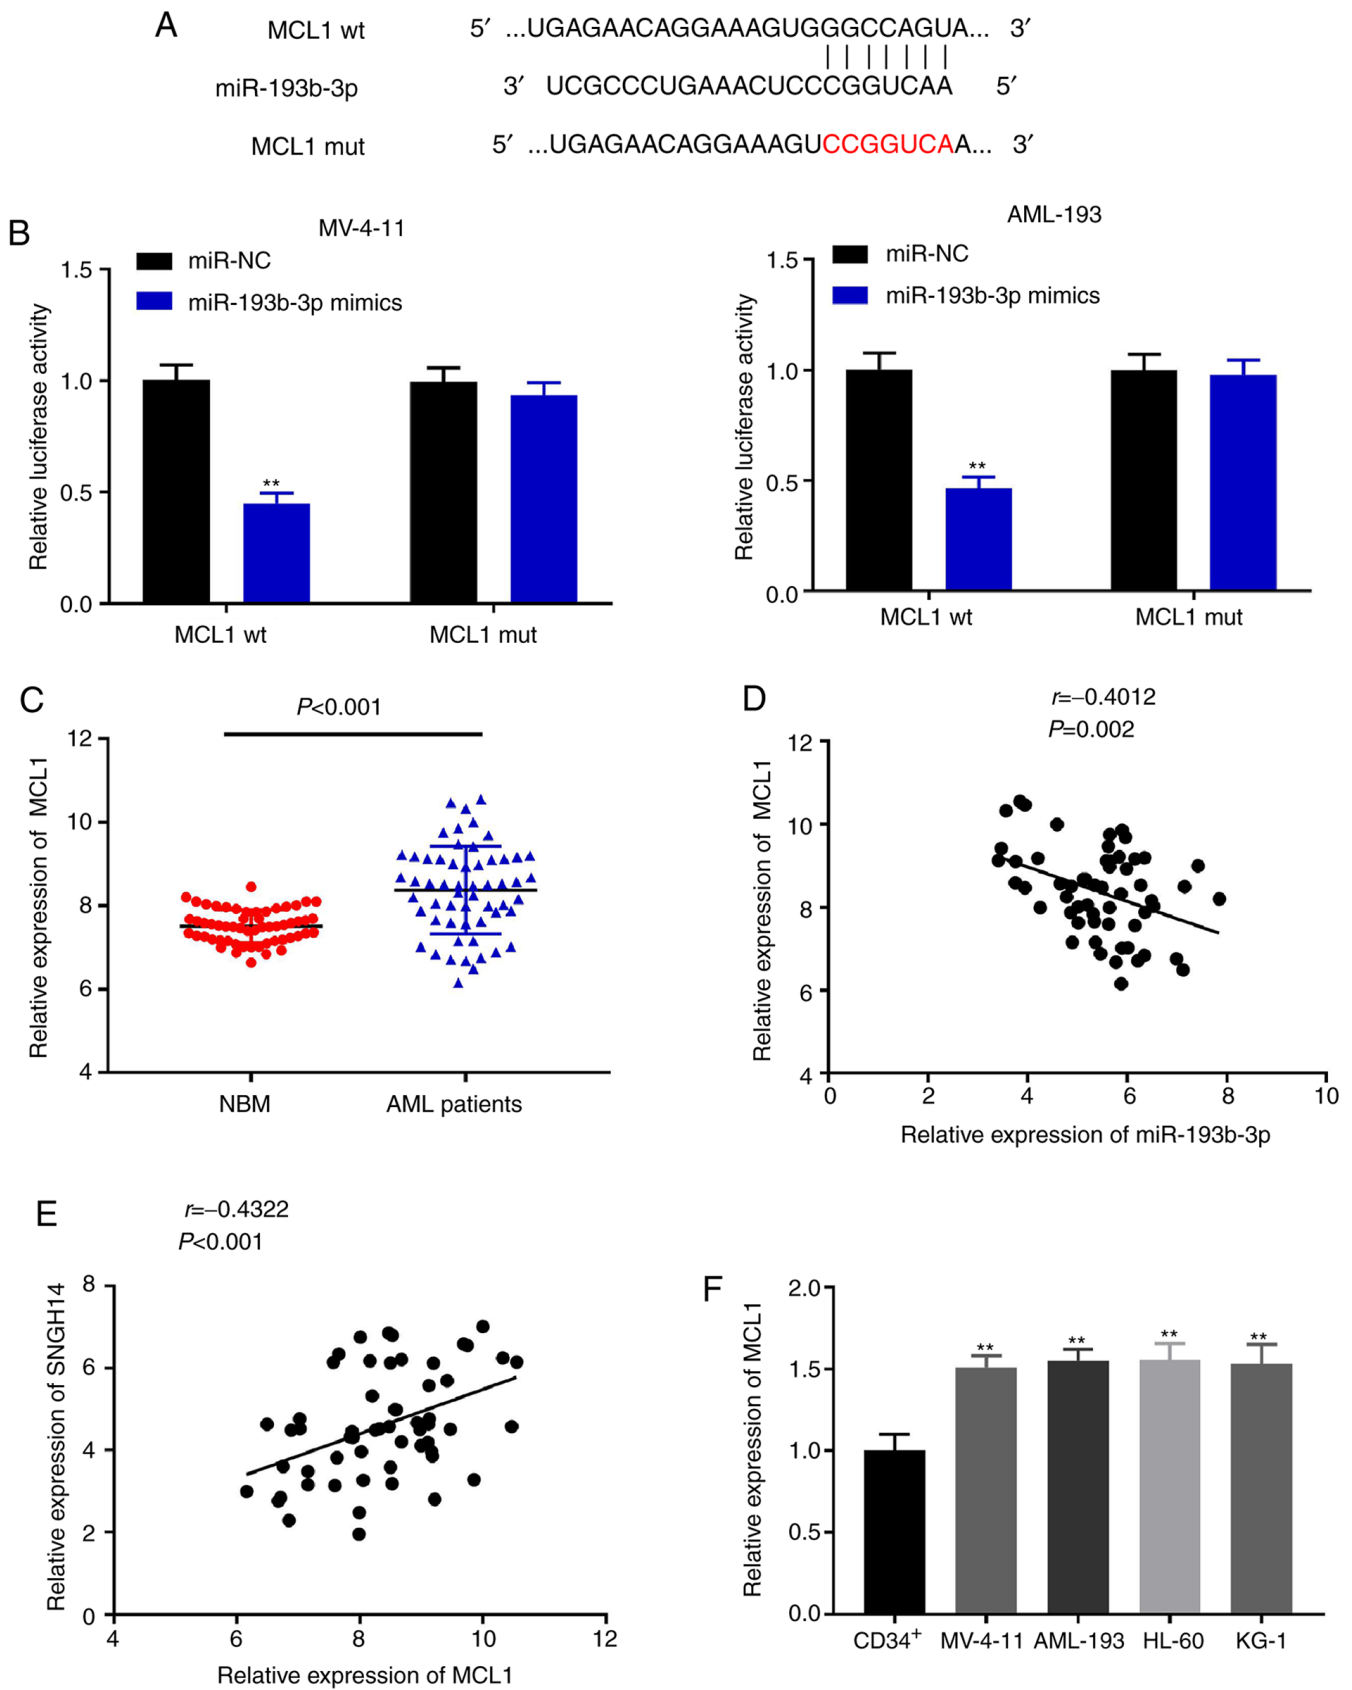 A
MCL1 wt 5′ ...UGAGAACAGGAAAGUGGGCCAGUA... 3′
miR-193b-3p 3′ UCGCCCUGAAACUCCCGGUCAA 5′
MCL1 mut 5′ ...UGAGAACAGGAAAGUCCGGUCAA... 3′
B
MV-4-11
miR-NC
miR-193b-3p mimics
Relative luciferase activity
1.5
1.0
0.5
0.0
**
MCL1 wt MCL1 mut
AML-193
miR-NC
miR-193b-3p mimics
Relative luciferase activity
1.5
1.0
0.5
0.0
**
MCL1 wt MCL1 mut
C
P<0.001
Relative expression of MCL1
12
10
8
6
4
NBM AML patients
D
r=−0.4012
P=0.002
Relative expression of MCL1
12
10
8
6
4
0 2 4 6 8 10
Relative expression of miR-193b-3p
E
r=−0.4322
P<0.001
Relative expression of SNGH14
8
6
4
2
0
4 6 8 10 12
Relative expression of MCL1
F
Relative expression of MCL1
2.0
1.5
1.0
0.5
0.0
** ** ** **
CD34+ MV-4-11 AML-193 HL-60 KG-1